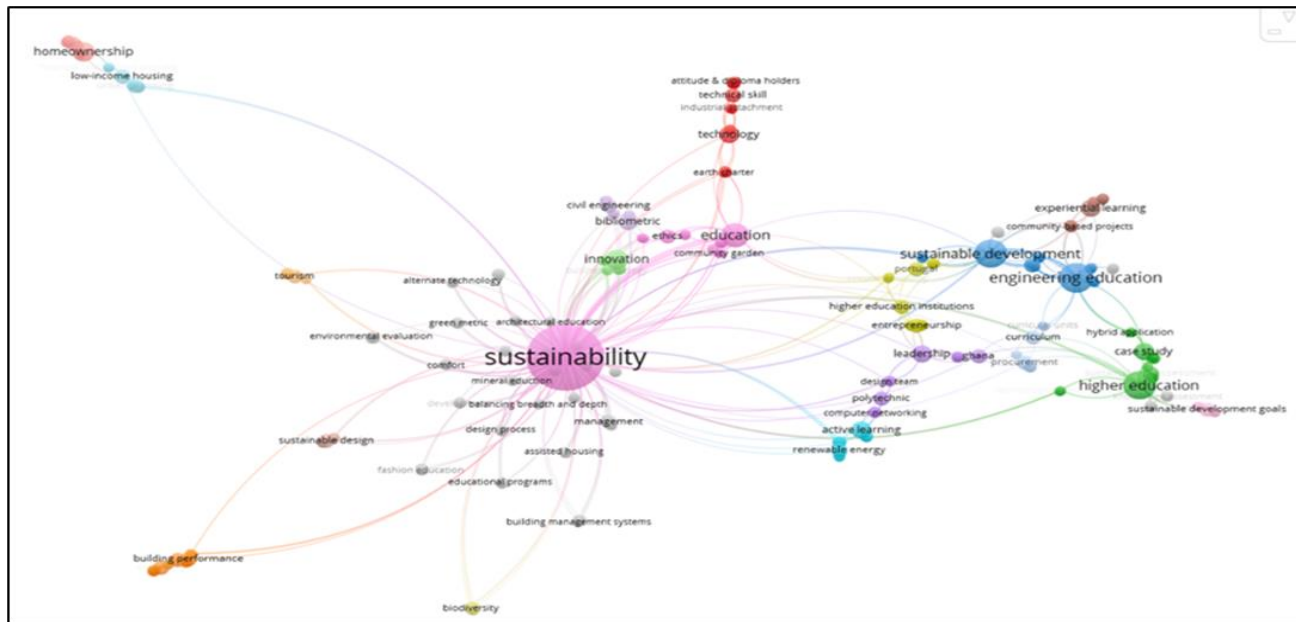 homeownership
low-income housing
attitude & diploma holders
technical skill
industrial attachment
technology
earth charter
civil engineering
bibliometric
ethics
education
community garden
innovation
experiential learning
community-based projects
sustainable development
portugal
engineering education
tourism
alternate technology
higher education institutions
green metric
architectural education
entrepreneurship
curriculum units
hybrid application
environmental evaluation
curriculum
leadership
ghana
procurement
case study
sustainability
comfort
mineral eduction
design team
higher education
polytechnic
balancing breadth and depth
computer networking
sustainable development goals
management
design process
active learning
sustainable design
assisted housing
renewable energy
fashion education
educational programs
building management systems
building performance
biodiversity